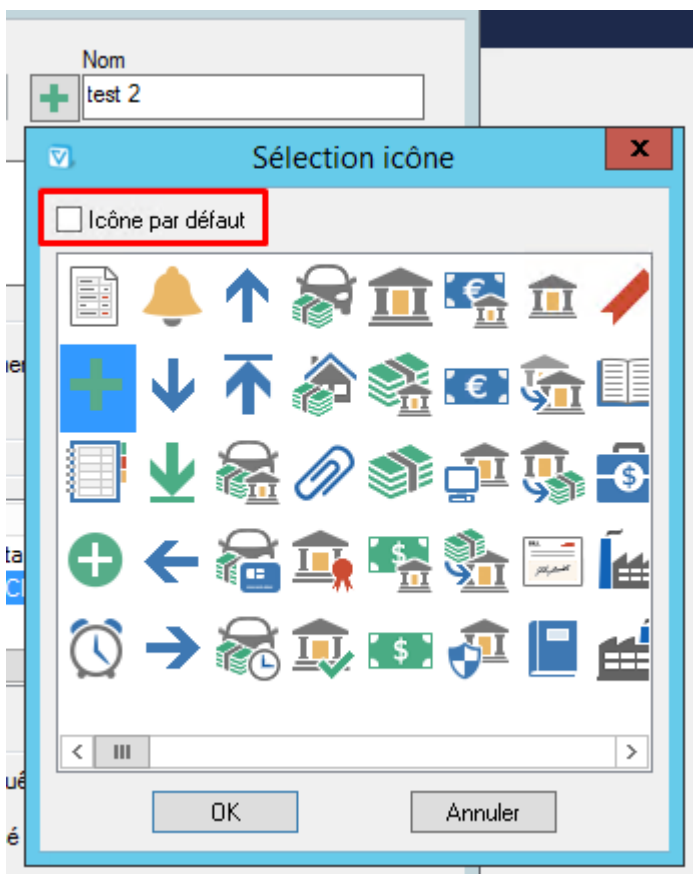 Nom
test 2
Sélection icône
x
Icône par défaut
OK
Annuler